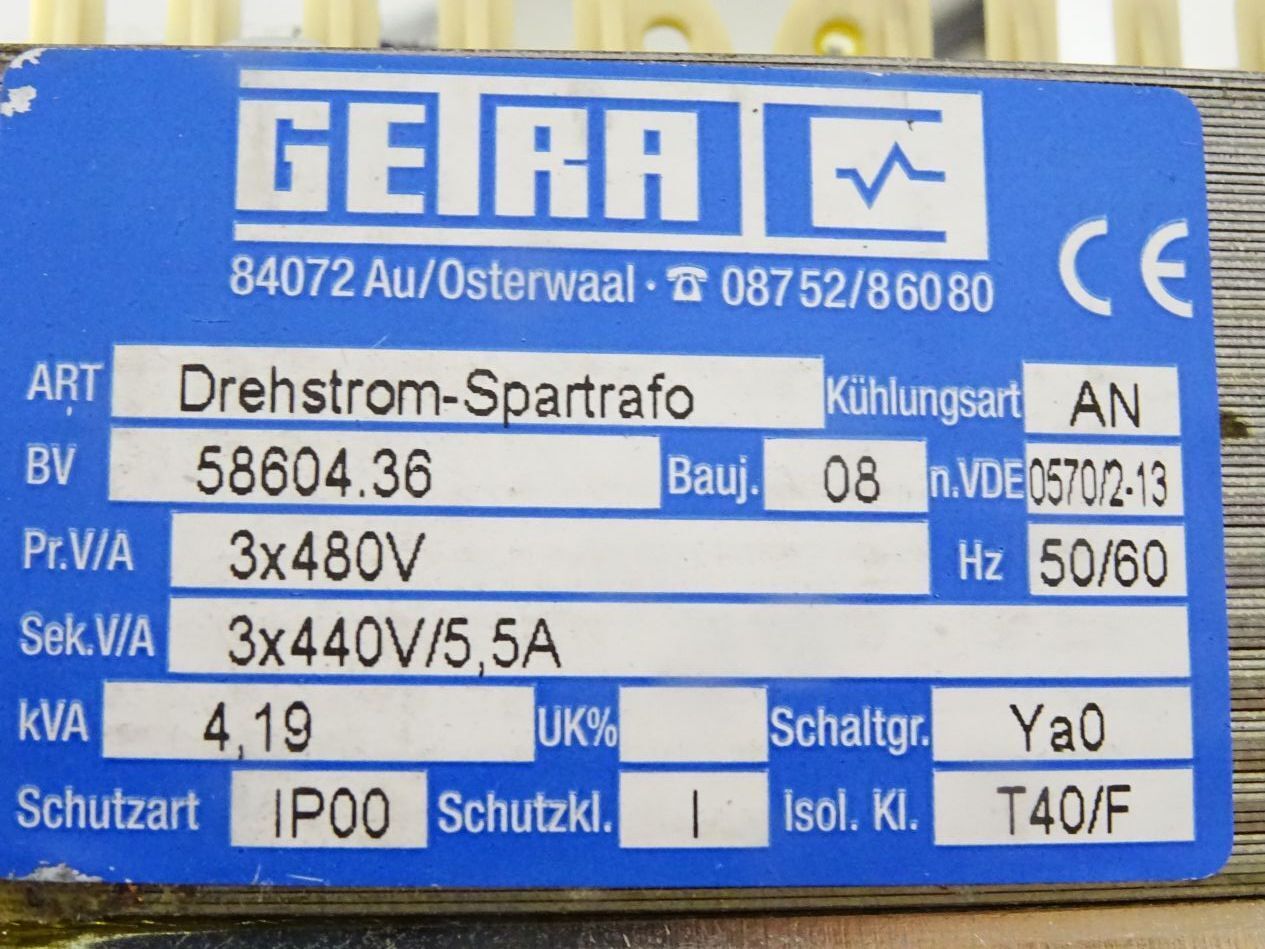 GETRA
84072 Au/Osterwaal · ☎ 08752/86080
CE
ART Drehstrom-Spartrafo Kühlungsart AN
BV 58604.36 Bauj. 08 n.VDE 0570/2-13
Pr.V/A 3x480V Hz 50/60
Sek.V/A 3x440V/5,5A
kVA 4,19 UK% Schaltgr. Ya0
Schutzart IP00 Schutzkl. I Isol. Kl. T40/F